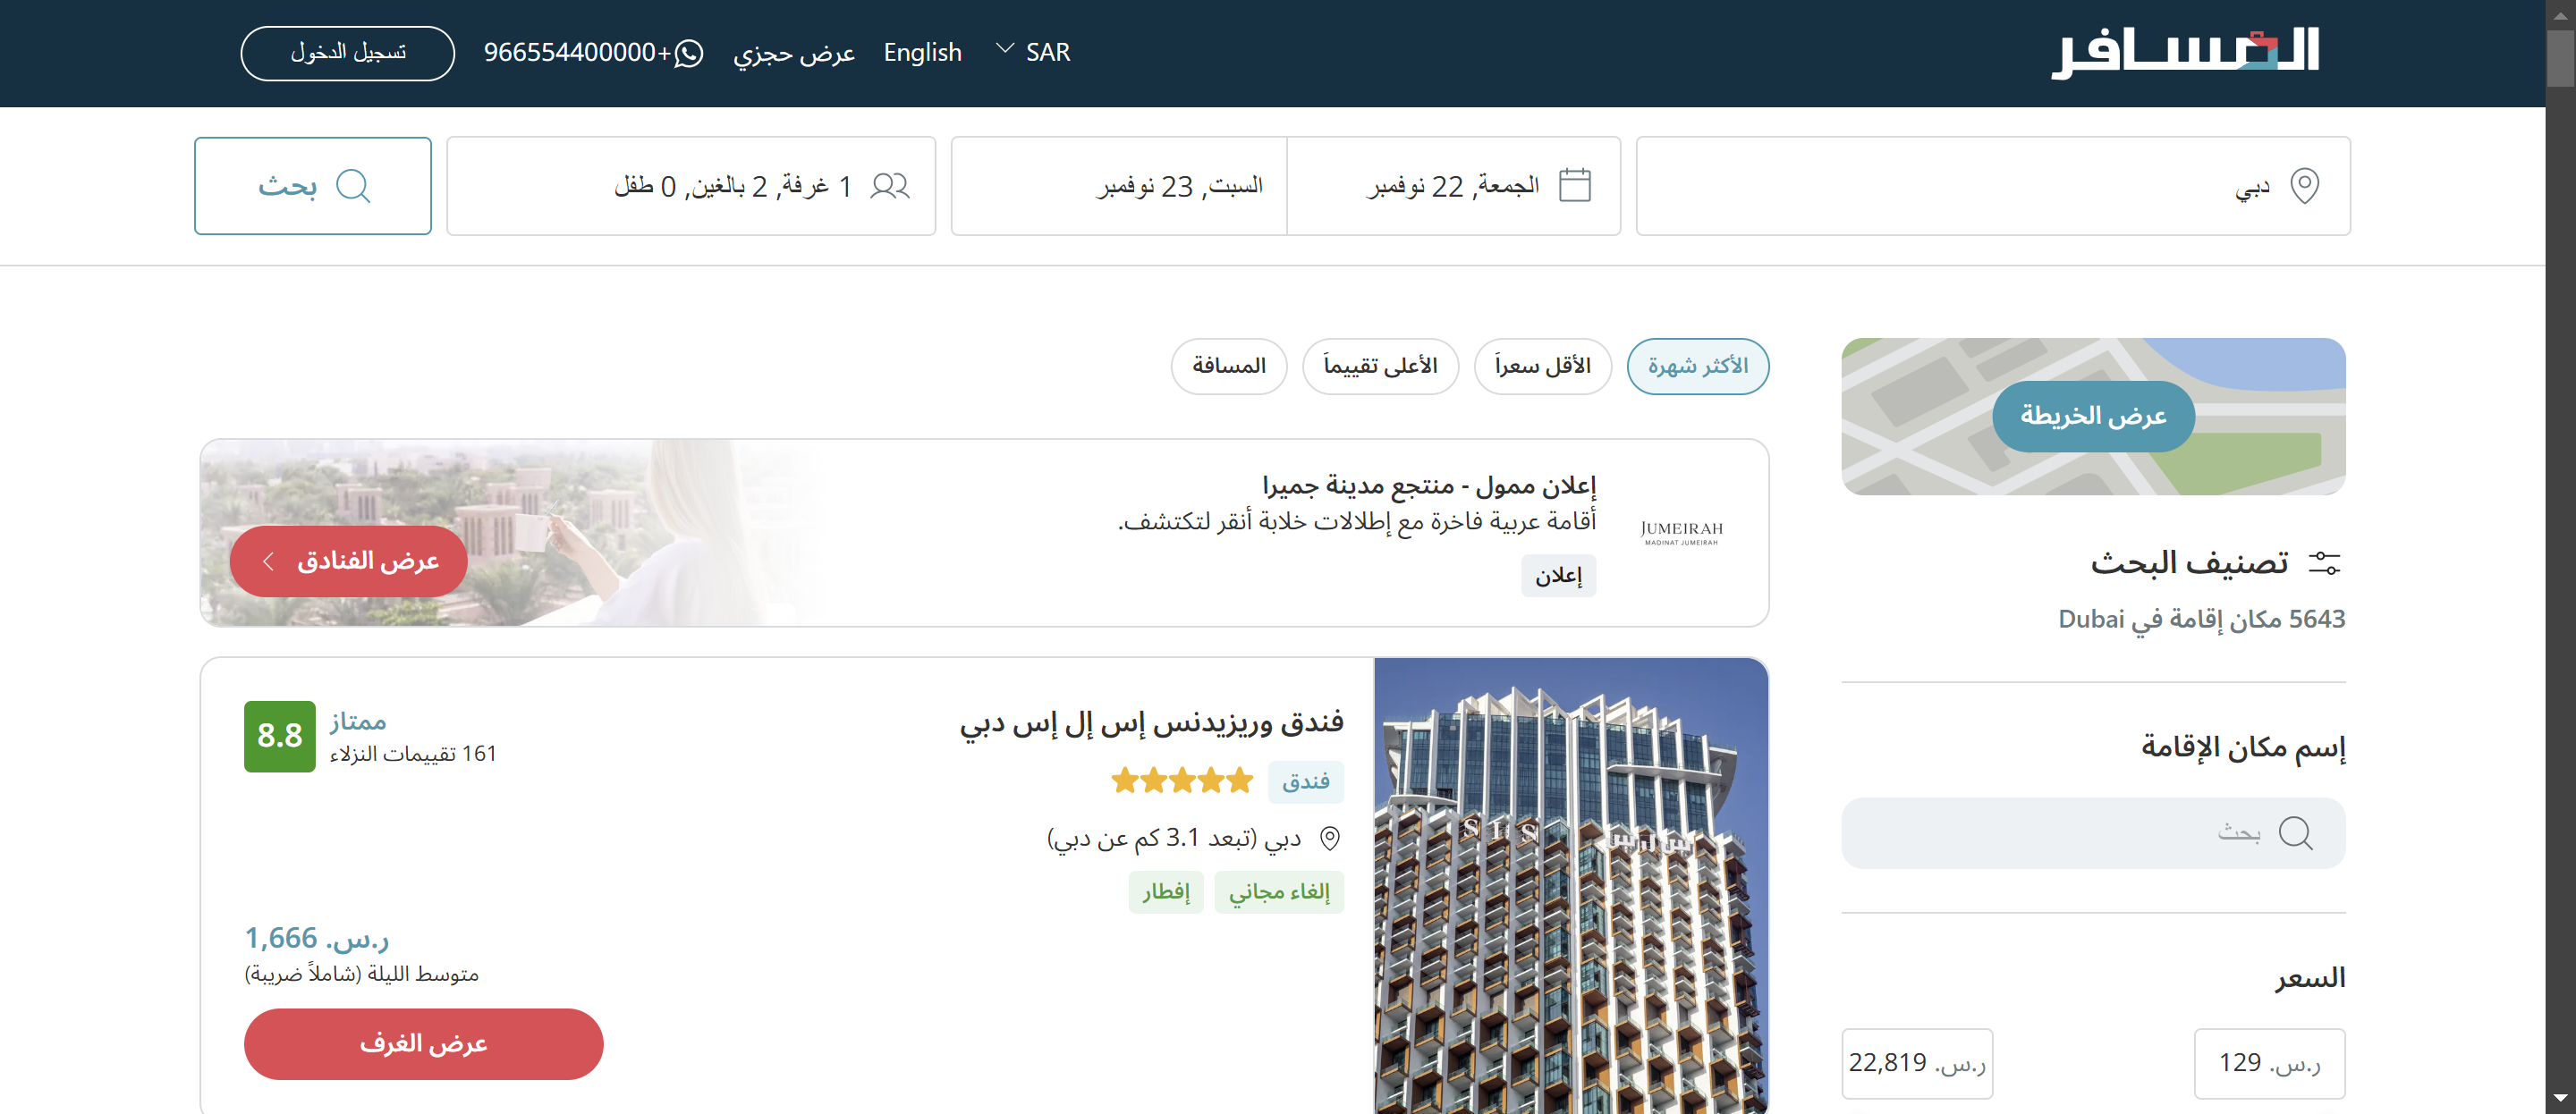 المسافر
SAR
English
عرض حجزي
966554400000+
تسجيل الدخول
دبي
الجمعة, 22 نوفمبر
السبت, 23 نوفمبر
1 غرفة, 2 بالغين, 0 طفل
بحث
عرض الخريطة
تصنيف البحث
5643 مكان إقامة في Dubai
إسم مكان الإقامة
بحث
السعر
ر.س. 129
ر.س. 22,819
الأكثر شهرة
الأقل سعراً
الأعلى تقييماً
المسافة
JUMEIRAH
MADINAT JUMEIRAH
إعلان ممول - منتجع مدينة جميرا
أقامة عربية فاخرة مع إطلالات خلابة أنقر لتكتشف.
إعلان
عرض الفنادق
SLS
إس إل إس
فندق وريزيدنس إس إل إس دبي
فندق
دبي (تبعد 3.1 كم عن دبي)
إلغاء مجاني
إفطار
8.8
ممتاز
161 تقييمات النزلاء
ر.س. 1,666
متوسط الليلة (شاملاً ضريبة)
عرض الغرف